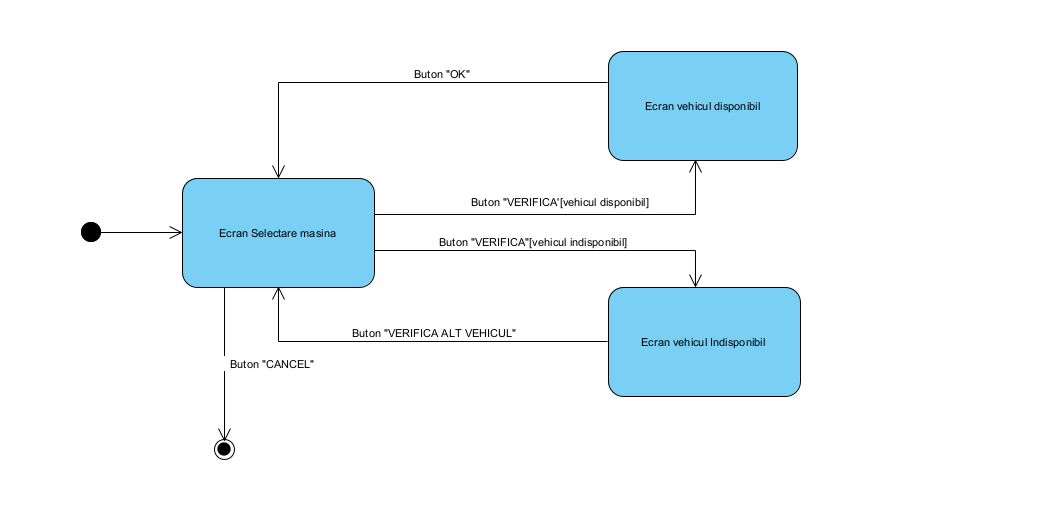 Buton "OK"
Ecran vehicul disponibil
Buton "VERIFICA'[vehicul disponibil]
Ecran Selectare masina
Buton "VERIFICA"[vehicul indisponibil]
Buton "VERIFICA ALT VEHICUL"
Ecran vehicul Indisponibil
Buton "CANCEL"